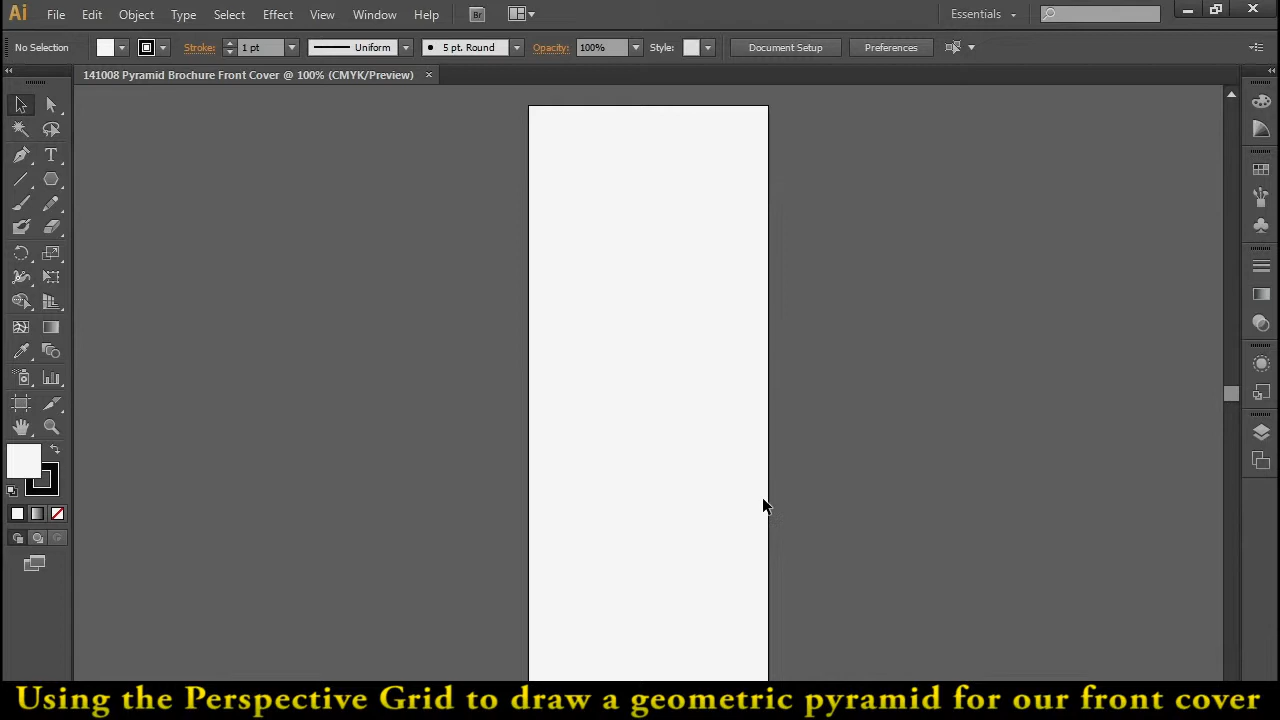 Ai File Edit Object Type Select Effect View Window Help Br Essentials
No Selection Stroke: 1 pt Uniform 5 pt. Round Opacity: 100% Style: Document Setup Preferences
141008 Pyramid Brochure Front Cover @ 100% (CMYK/Preview) ×
T
Using the Perspective Grid to draw a geometric pyramid for our front cover